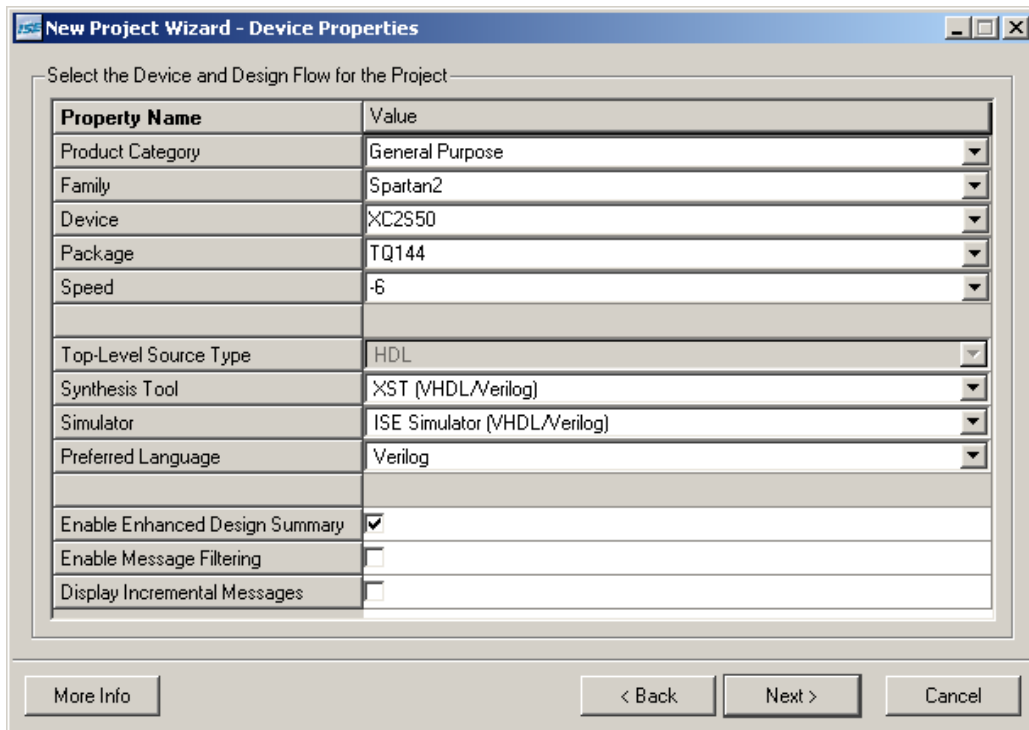 ISE New Project Wizard - Device Properties
Select the Device and Design Flow for the Project
Property Name Value
Product Category General Purpose
Family Spartan2
Device XC2S50
Package TQ144
Speed -6
Top-Level Source Type HDL
Synthesis Tool XST (VHDL/Verilog)
Simulator ISE Simulator (VHDL/Verilog)
Preferred Language Verilog
Enable Enhanced Design Summary
Enable Message Filtering
Display Incremental Messages
More Info < Back Next > Cancel